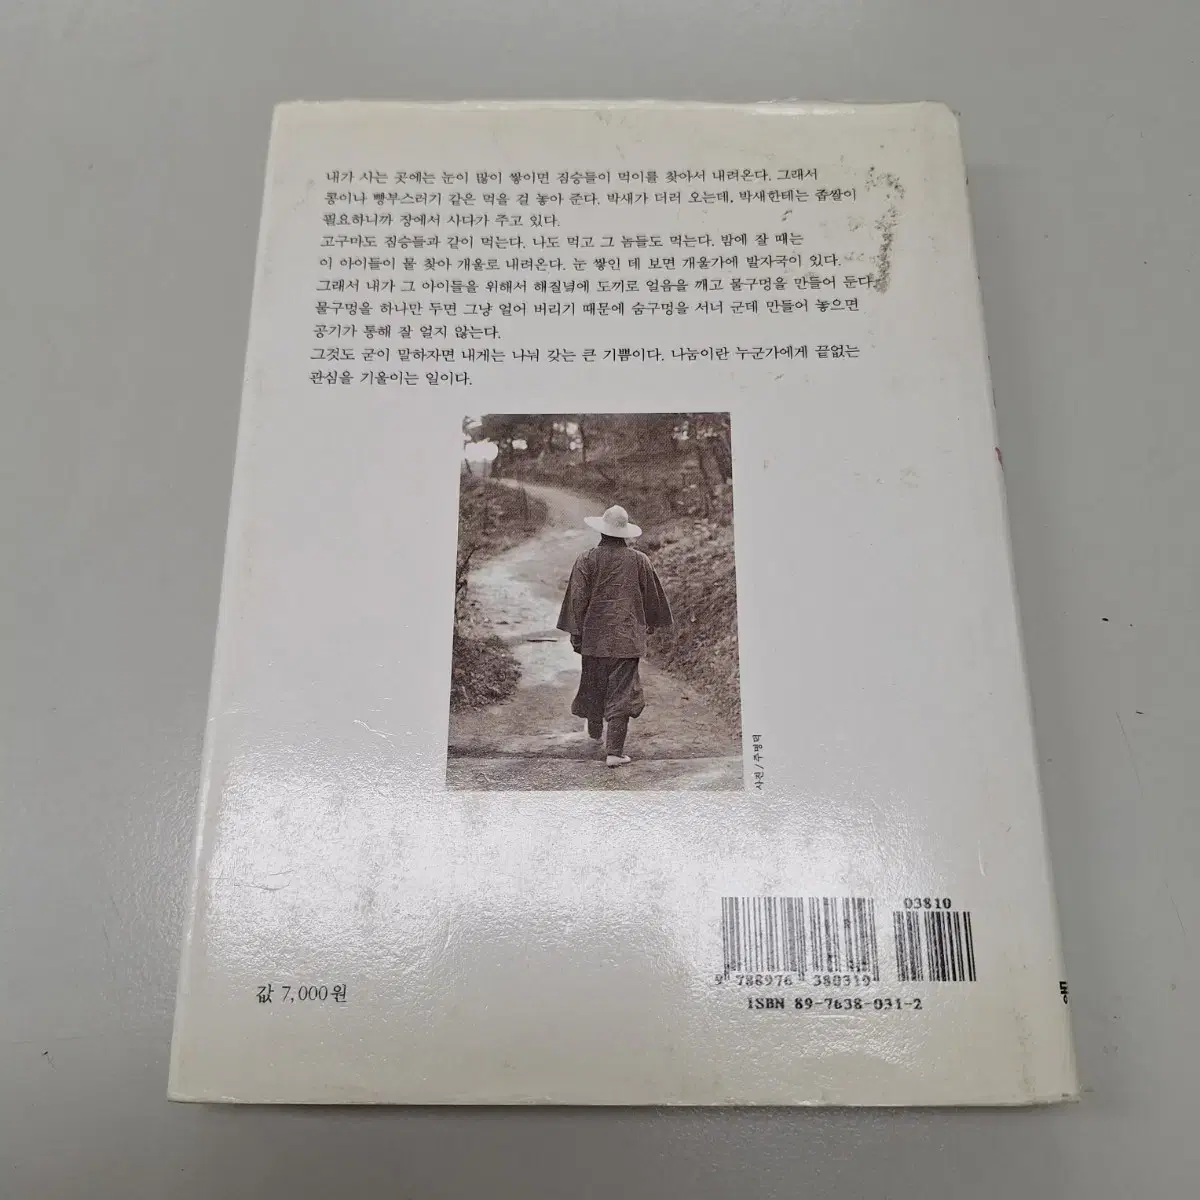 내가 사는 곳에는 눈이 많이 쌓이면 짐승들이 먹이를 찾아서 내려온다. 그래서
콩이나 빵부스러기 같은 먹을 걸 놓아 준다. 박새가 더러 오는데, 박새한테는 좁쌀이
필요하니까 장에서 사다가 주고 있다.
고구마도 짐승들과 같이 먹는다. 나도 먹고 그 놈들도 먹는다. 밤에 잘 때는
이 아이들이 물 찾아 개울로 내려온다. 눈 쌓인 데 보면 개울가에 발자국이 있다.
그래서 내가 그 아이들을 위해서 해질녘에 도끼로 얼음을 깨고 물구멍을 만들어 둔다.
물구멍을 하나만 두면 그냥 얼어 버리기 때문에 숨구멍을 서너 군데 만들어 놓으면
공기가 통해 잘 얼지 않는다.
그것도 굳이 말하자면 내게는 나눠 갖는 큰 기쁨이다. 나눔이란 누군가에게 끝없는
관심을 기울이는 일이다.
사진/주명덕
03810
9 788976 380319
ISBN 89-7638-031-2
값 7,000원
동